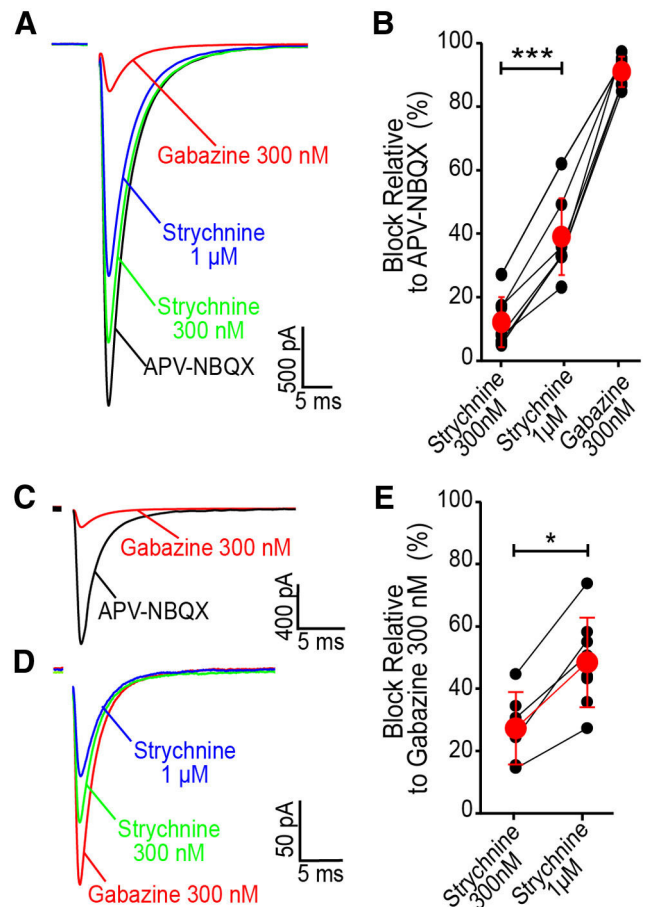 A
Gabazine 300 nM
Strychnine
1 µM
Strychnine
300 nM
APV-NBQX
500 pA
5 ms
B
Block Relative
to APV-NBQX (%)
100
80
60
40
20
0
***
Strychnine
300nM
Strychnine
1µM
Gabazine
300nM
C
Gabazine 300 nM
APV-NBQX
400 pA
5 ms
D
Strychnine
1 µM
Strychnine
300 nM
Gabazine 300 nM
50 pA
5 ms
E
Block Relative
to Gabazine 300 nM (%)
100
80
60
40
20
0
*
Strychnine
300nM
Strychnine
1µM